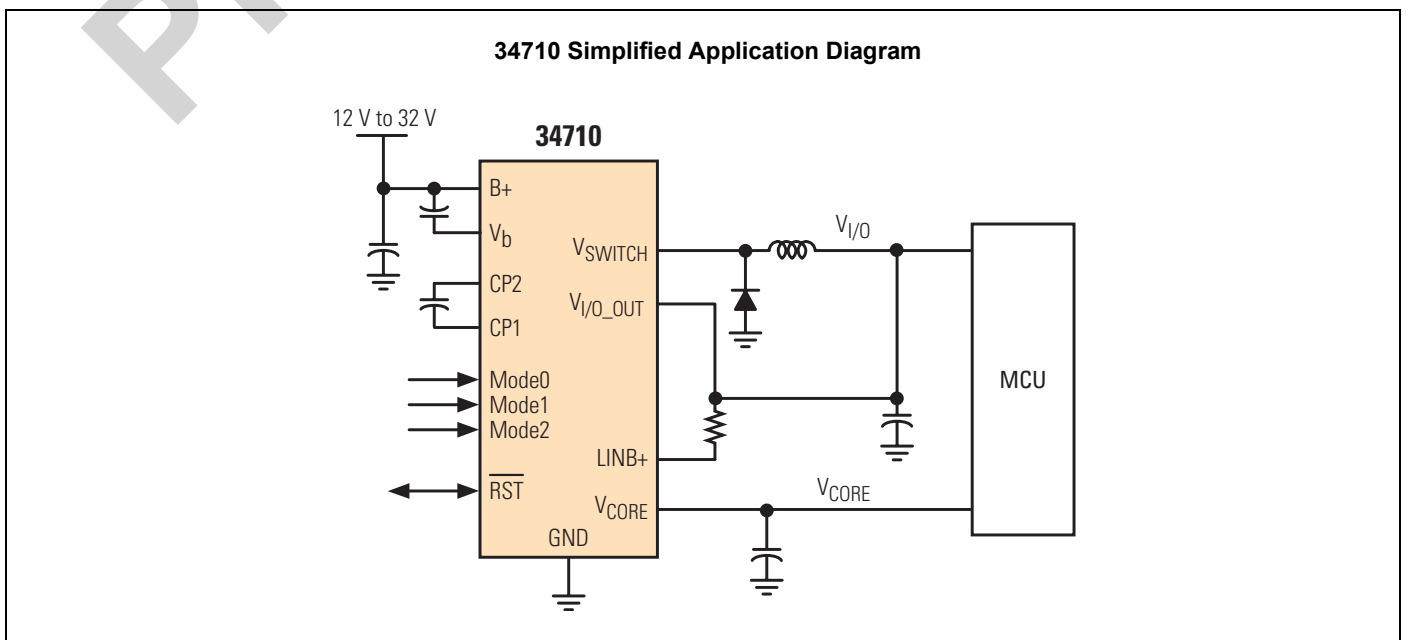 34710 Simplified Application Diagram
12 V to 32 V
34710
B+
Vb
CP2
CP1
Mode0
Mode1
Mode2
RST
GND
VSWITCH
VI/O_OUT
LINB+
VCORE
VI/O
VCORE
MCU